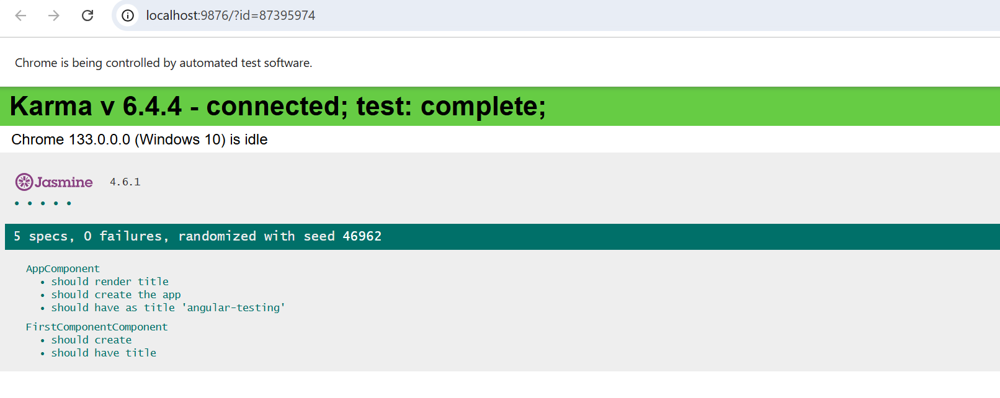 localhost:9876/?id=87395974
Chrome is being controlled by automated test software.
Karma v 6.4.4 - connected; test: complete;
Chrome 133.0.0.0 (Windows 10) is idle
Jasmine 4.6.1
• • • • •
5 specs, 0 failures, randomized with seed 46962
AppComponent
• should render title
• should create the app
• should have as title 'angular-testing'
FirstComponentComponent
• should create
• should have title